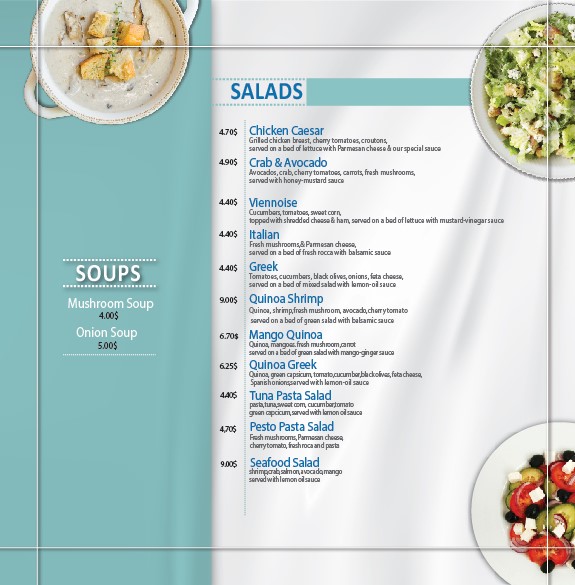 SOUPS
Mushroom Soup
4.00$
Onion Soup
5.00$
SALADS
4.70$ Chicken Caesar
Grilled chicken breast, cherry tomatoes, croutons,
served on a bed of lettuce with Parmesan cheese & our special sauce
4.90$ Crab & Avocado
Avocados, crab, cherry tomatoes, carrots, fresh mushrooms,
served with honey-mustard sauce
4.40$ Viennoise
Cucumbers, tomatoes, sweet corn,
topped with shredded cheese & ham, served on a bed of lettuce with mustard-vinegar sauce
4.40$ Italian
Fresh mushrooms,& Parmesan cheese,
served on a bed of fresh rocca with balsamic sauce
4.40$ Greek
Tomatoes, cucumbers, black olives, onions, feta cheese,
served on a bed of mixed salad with lemon-oil sauce
9.00$ Quinoa Shrimp
Quinoa, shrimp,fresh mushroom, avocado,cherry tomato
served on a bed of green salad with balsamic sauce
6.70$ Mango Quinoa
Quinoa, mangoes.fresh mushroom,carrot
served on a bed of green salad with mango-ginger sauce
6.25$ Quinoa Greek
Quinoa, green capsicum, tomato,cucumber,black olives, feta cheese,
Spanish onions,served with lemon-oil sauce
4.40$ Tuna Pasta Salad
pasta,tuna,sweet corn, cucumber,tomato
green capcicum,served with lemon oil sauce
4,70$ Pesto Pasta Salad
Fresh mushrooms, Parmesan cheese,
cherry tomato, fresh roca and pasta
9.00$ Seafood Salad
shrimp,crab,salmon,avocado,mango
served with lemon oil sauce